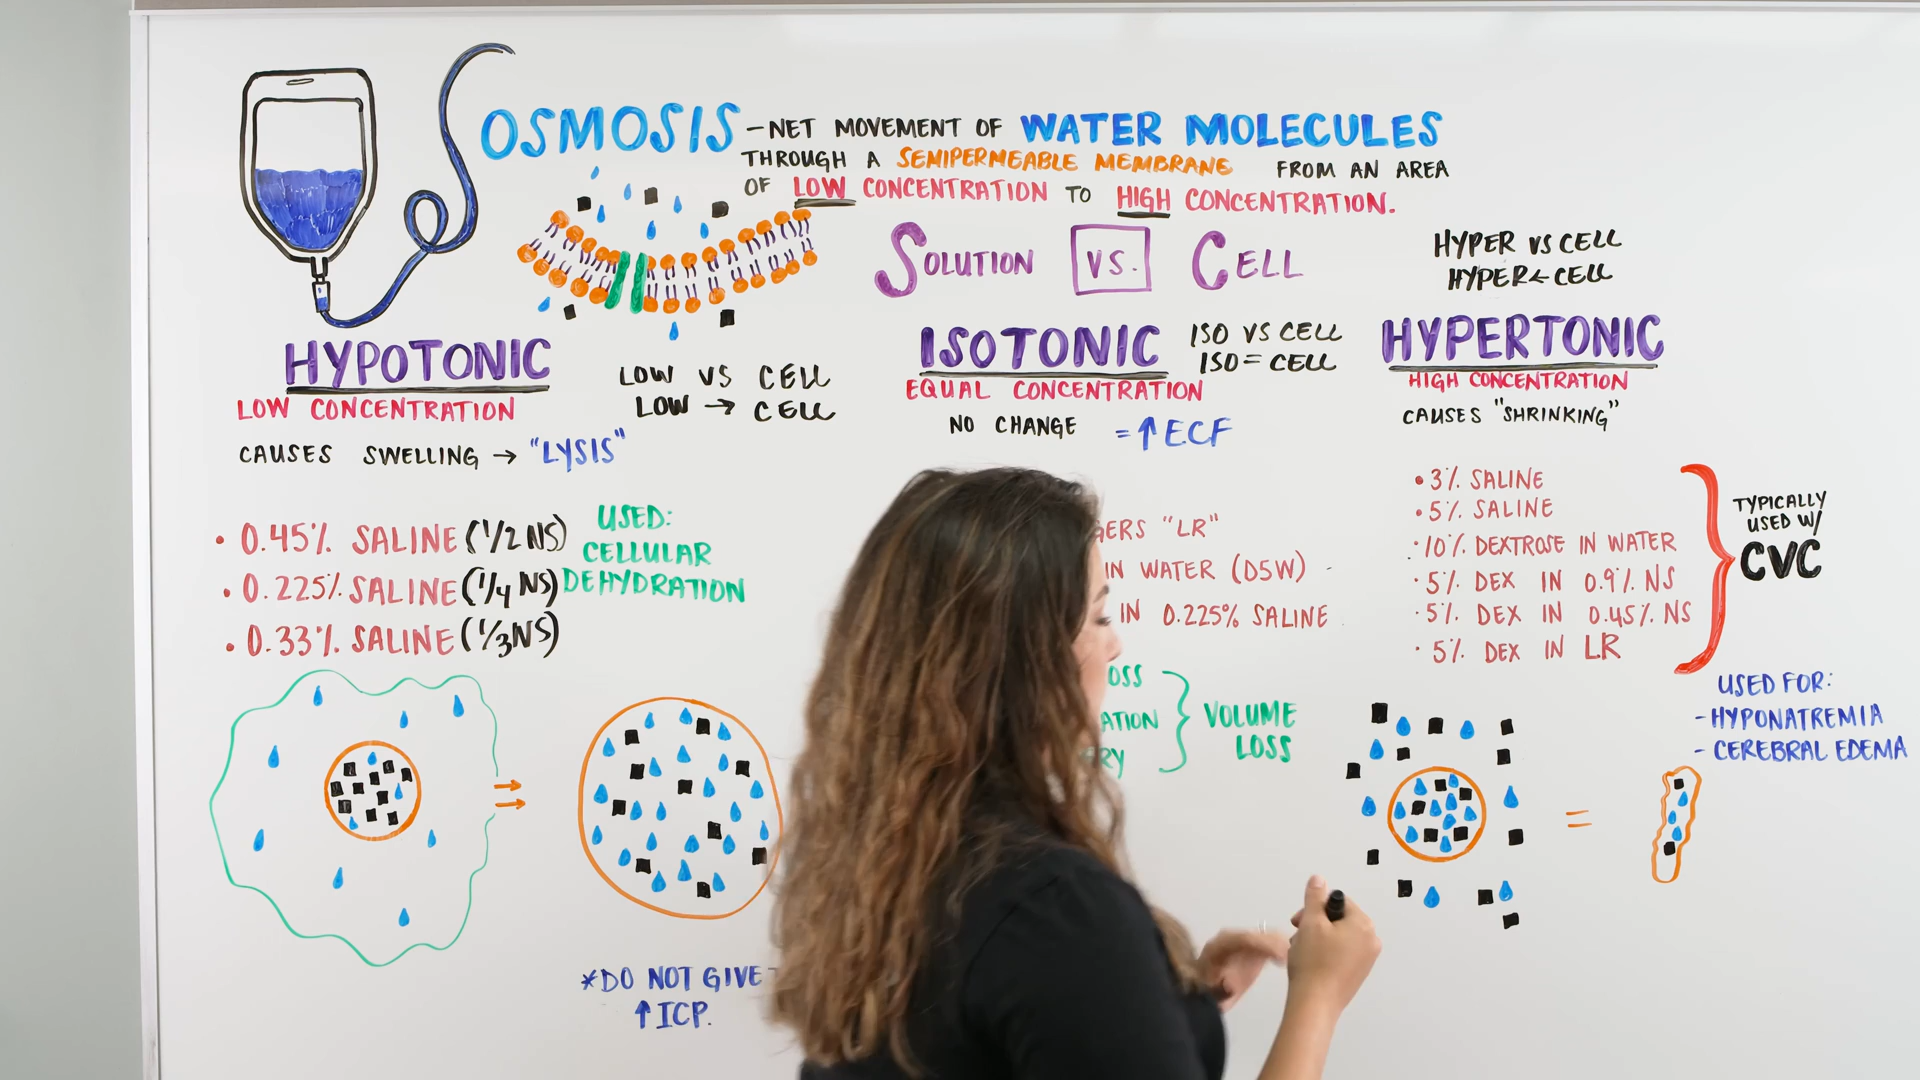 OSMOSIS - NET MOVEMENT OF WATER MOLECULES
THROUGH A SEMIPERMEABLE MEMBRANE FROM AN AREA
OF LOW CONCENTRATION TO HIGH CONCENTRATION.
SOLUTION VS. CELL
HYPOTONIC
LOW CONCENTRATION
LOW VS CELL
LOW → CELL
CAUSES SWELLING → "LYSIS"
• 0.45% SALINE (1/2 NS)
• 0.225% SALINE (1/4 NS)
• 0.33% SALINE (1/3 NS)
USED:
CELLULAR
DEHYDRATION
*DO NOT GIVE
↑ICP.
ISOTONIC
ISO VS CELL
ISO = CELL
EQUAL CONCENTRATION
NO CHANGE = ↑ECF
GERS "LR"
IN WATER (D5W)
IN 0.225% SALINE
OSS
ATION
RY
VOLUME
LOSS
HYPER VS CELL
HYPER ← CELL
HYPERTONIC
HIGH CONCENTRATION
CAUSES "SHRINKING"
• 3% SALINE
• 5% SALINE
• 10% DEXTROSE IN WATER
• 5% DEX IN 0.9% NS
• 5% DEX IN 0.45% NS
• 5% DEX IN LR
TYPICALLY
USED W/
CVC
USED FOR:
- HYPONATREMIA
- CEREBRAL EDEMA